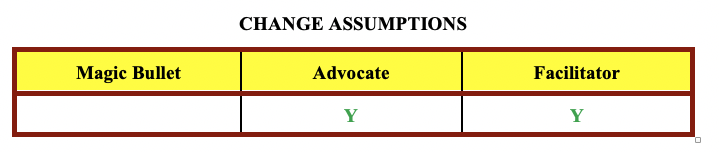 CHANGE ASSUMPTIONS
Magic Bullet Advocate Facilitator
Y Y